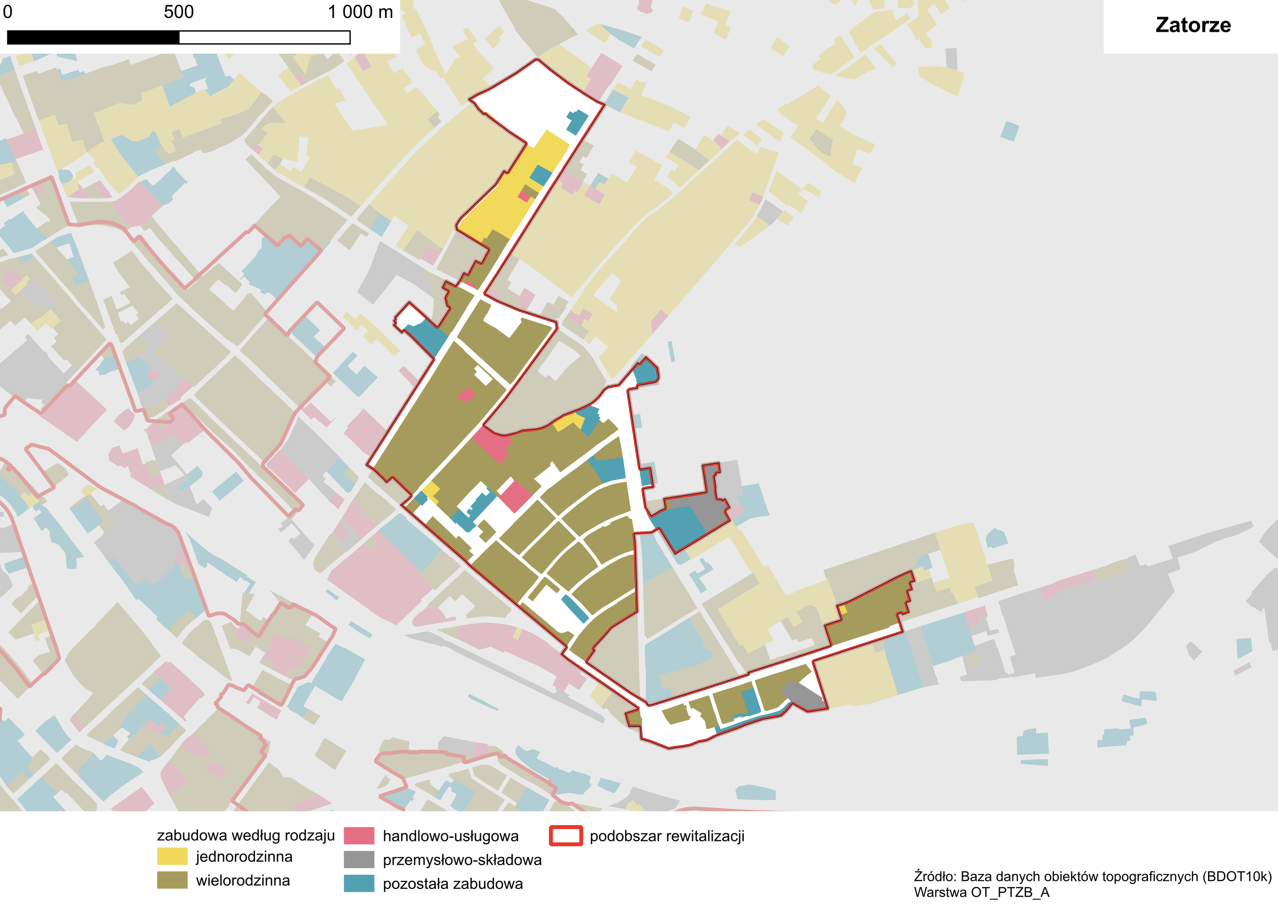 0 500 1 000 m
Zatorze
zabudowa według rodzaju
jednorodzinna
wielorodzinna
handlowo-usługowa
przemysłowo-składowa
pozostała zabudowa
podobszar rewitalizacji
Źródło: Baza danych obiektów topograficznych (BDOT10k)
Warstwa OT_PTZB_A